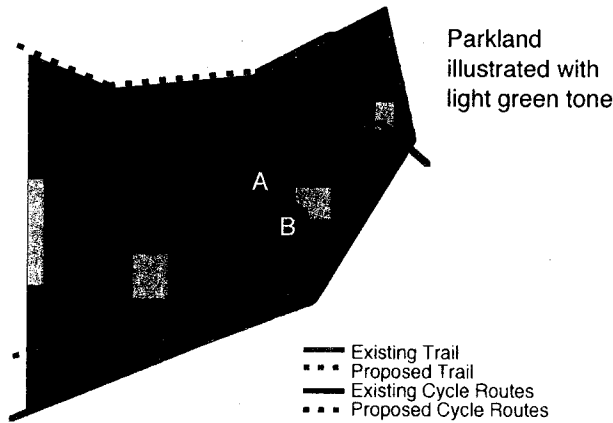 Parkland
illustrated with
light green tone
A
B
Existing Trail
Proposed Trail
Existing Cycle Routes
Proposed Cycle Routes